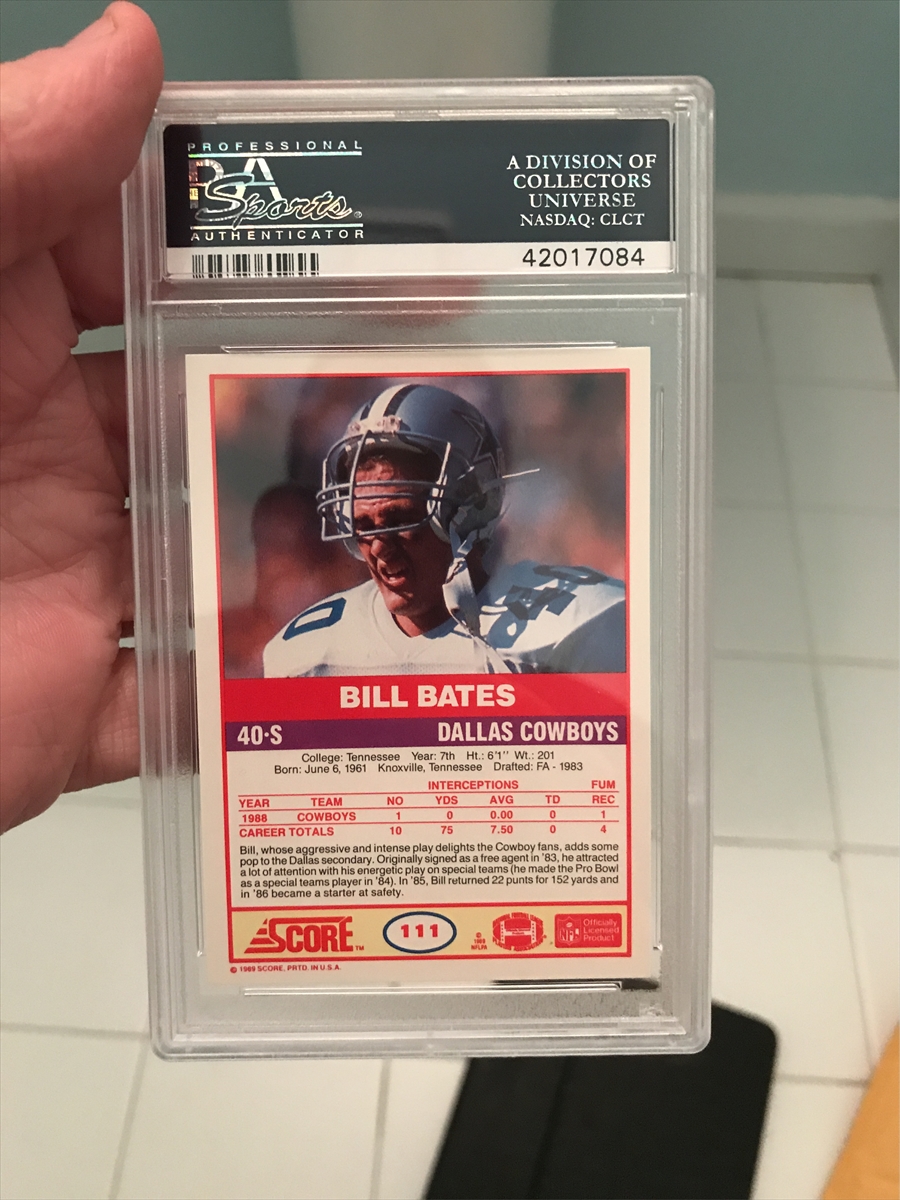 PROFESSIONAL
PSA
Sports®
AUTHENTICATOR
A DIVISION OF
COLLECTORS
UNIVERSE
NASDAQ: CLCT
42017084
0
40
BILL BATES
40·S DALLAS COWBOYS
College: Tennessee Year: 7th Ht.: 6'1" Wt.: 201
Born: June 6, 1961 Knoxville, Tennessee Drafted: FA - 1983
INTERCEPTIONS FUM
YEAR TEAM NO YDS AVG TD REC
1988 COWBOYS 1 0 0.00 0 1
CAREER TOTALS 10 75 7.50 0 4
Bill, whose aggressive and intense play delights the Cowboy fans, adds some
pop to the Dallas secondary. Originally signed as a free agent in '83, he attracted
a lot of attention with his energetic play on special teams (he made the Pro Bowl
as a special teams player in '84). In '85, Bill returned 22 punts for 152 yards and
in '86 became a starter at safety.
SCORE™ 111
© 1989 NFLPA
NFL
Officially
Licensed
Product
© 1989 SCORE, PRTD. IN U.S.A.